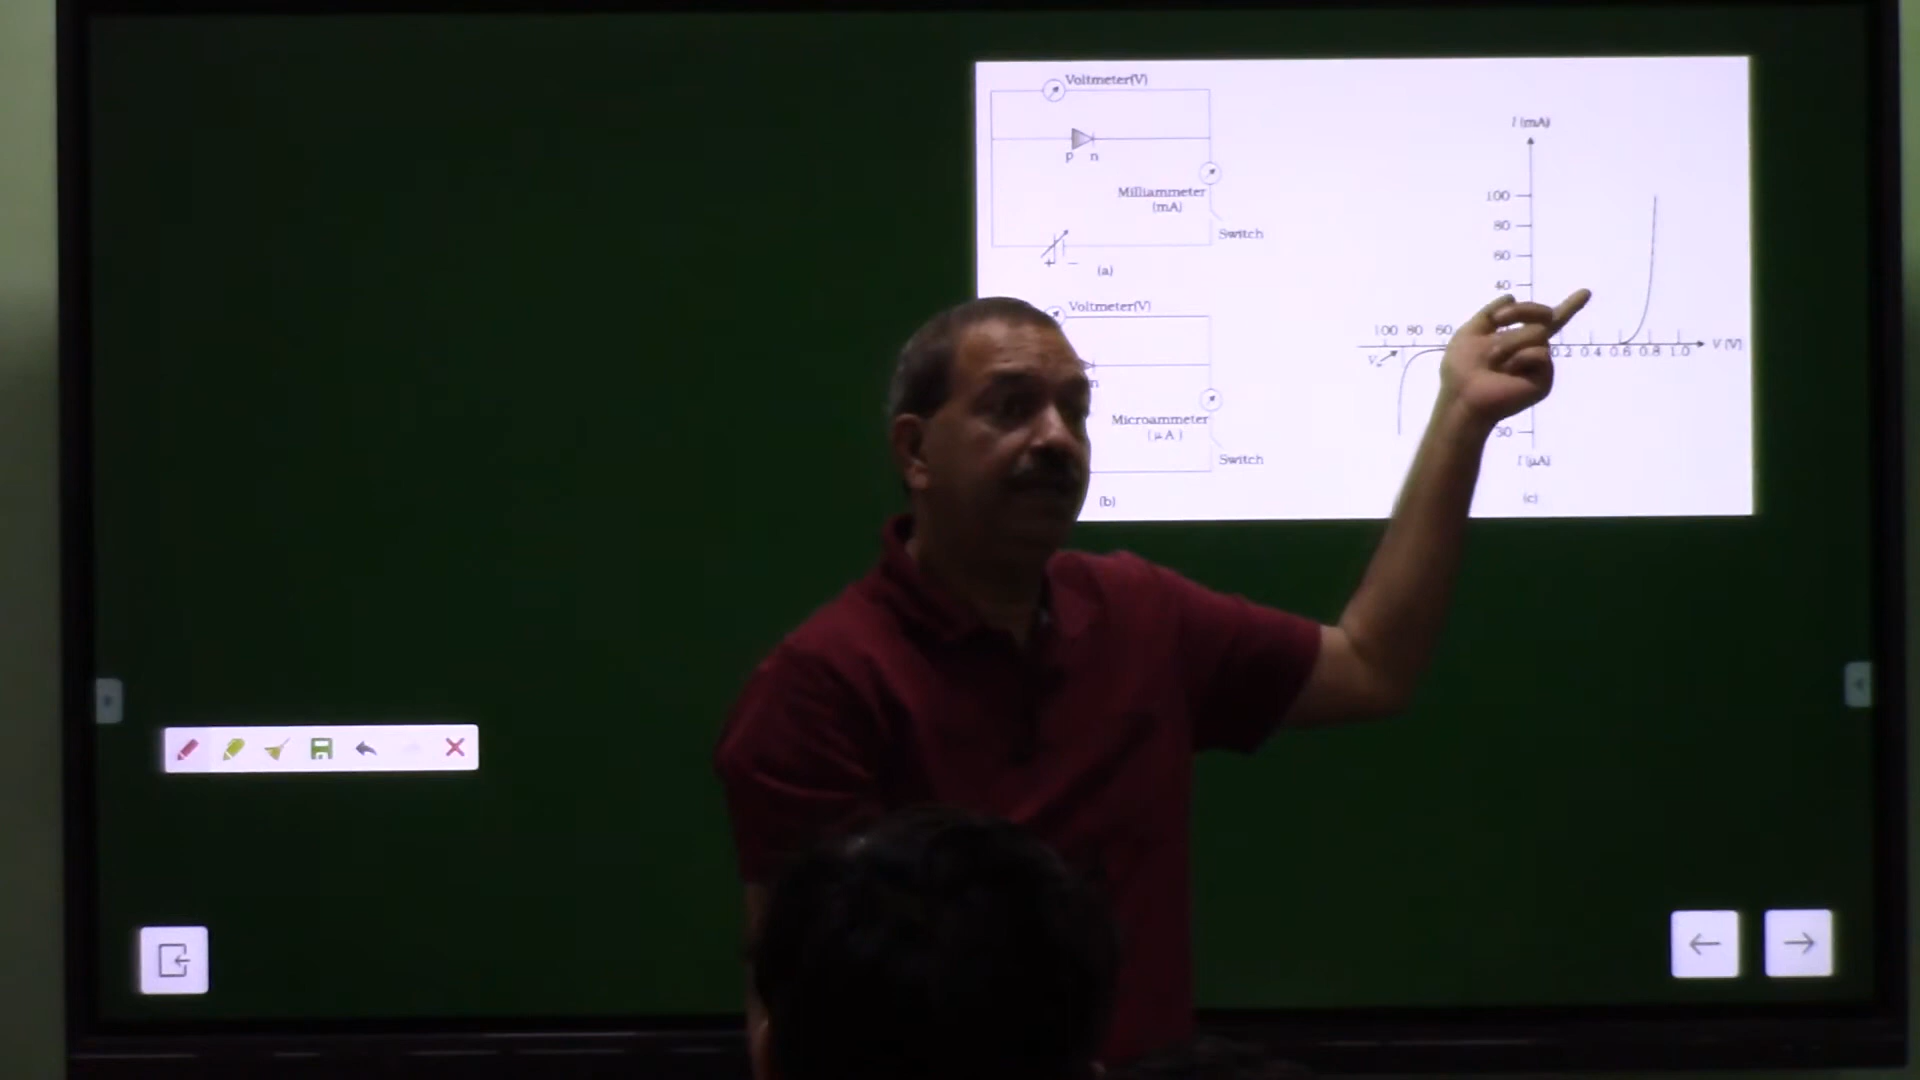 Voltmeter(V)
p n
Milliammeter
(mA)
Switch
+ −
(a)
Voltmeter(V)
n
Microammeter
(μA)
Switch
(b)
I (mA)
100
80
60
40
100 80 60
0.2 0.4 0.6 0.8 1.0 V (V)
30
I (μA)
(c)